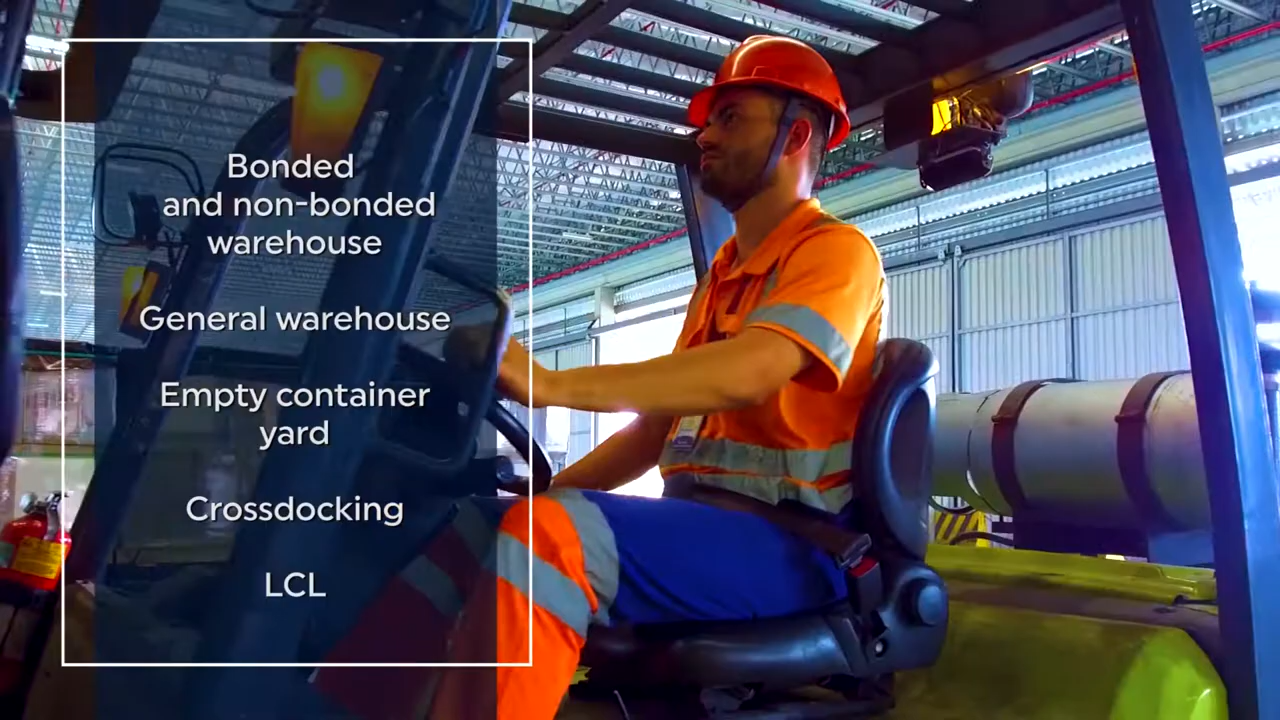 Bonded
and non-bonded
warehouse
General warehouse
Empty container
yard
Crossdocking
LCL